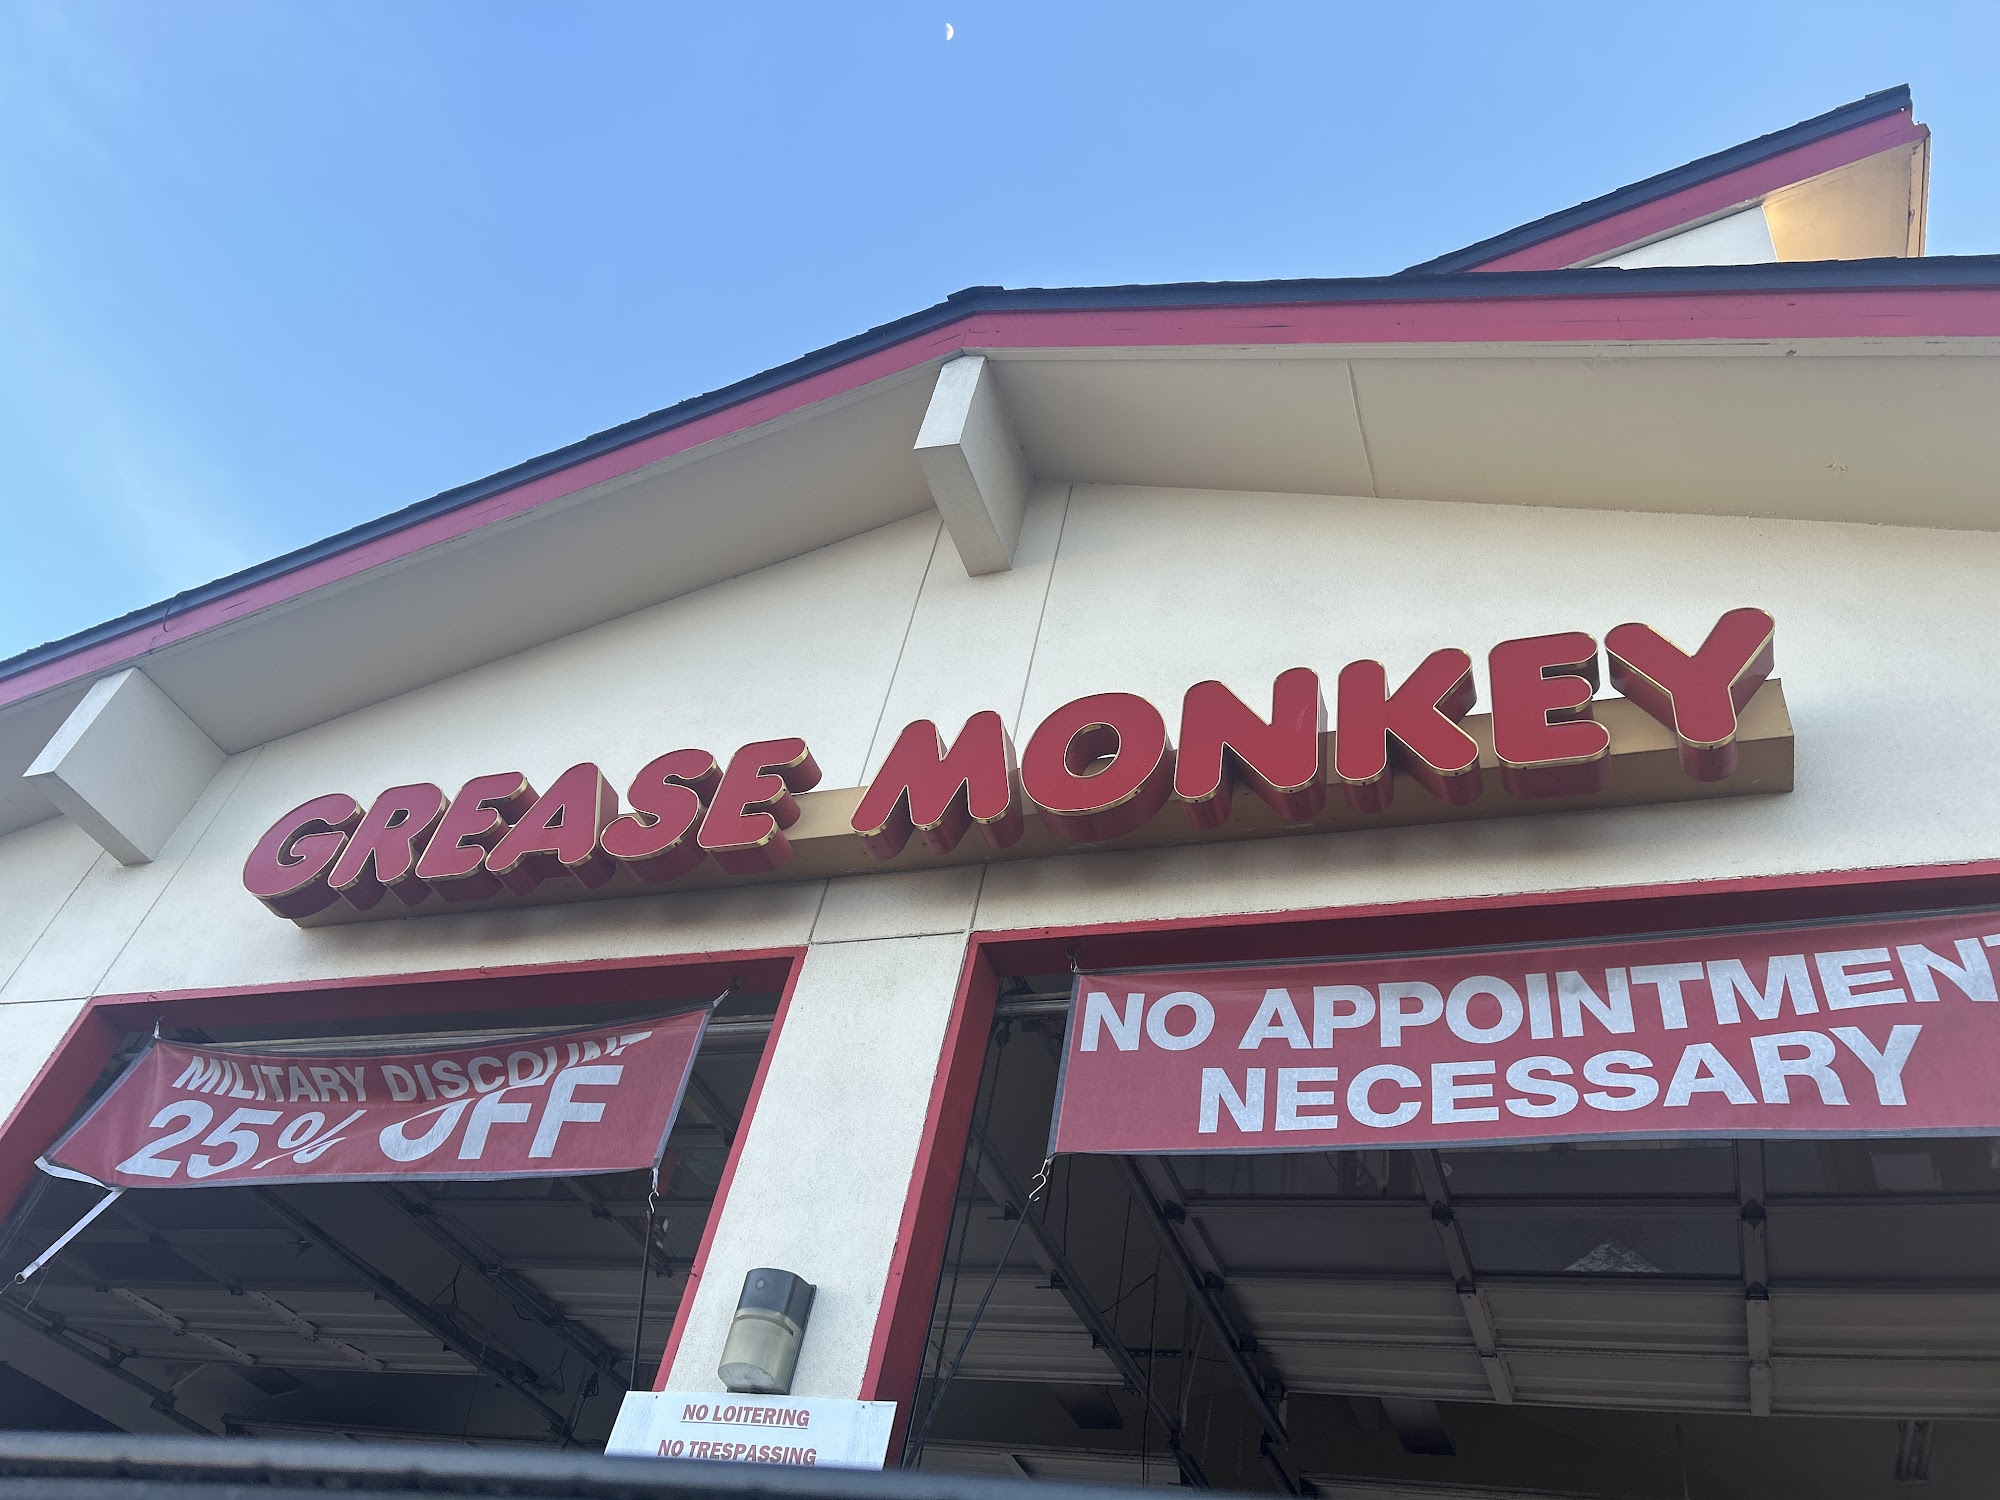 GREASE MONKEY
MILITARY DISCOUNT
25% OFF
NO APPOINTMENT
NECESSARY
NO LOITERING
NO TRESPASSING